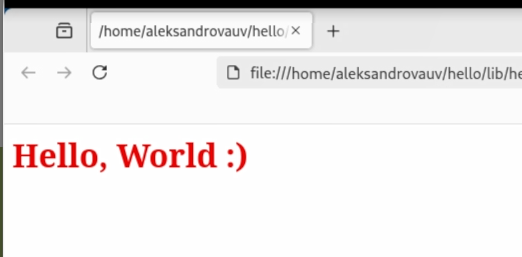 /home/aleksandrovauv/hello/
file:///home/aleksandrovauv/hello/lib/he
Hello, World :)